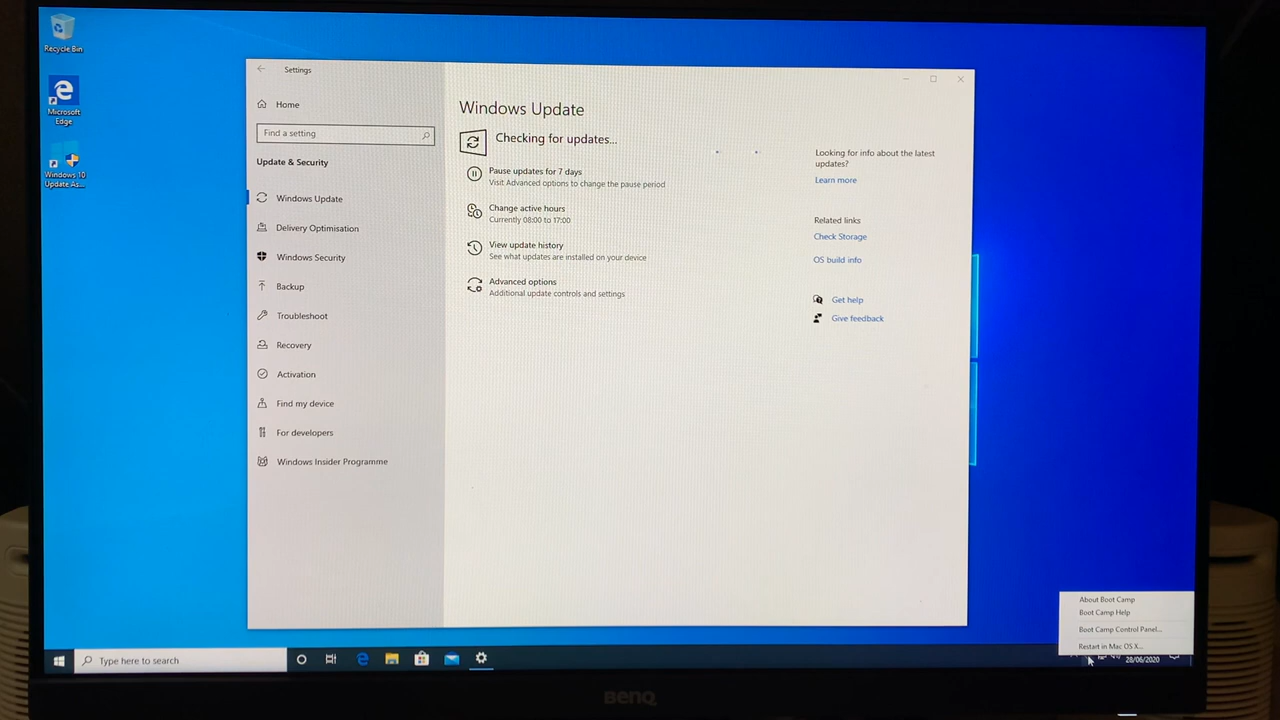 Recycle Bin
Microsoft
Edge
Windows 10
Update As...
Settings
Home
Find a setting
Update & Security
Windows Update
Delivery Optimisation
Windows Security
Backup
Troubleshoot
Recovery
Activation
Find my device
For developers
Windows Insider Programme
Windows Update
Checking for updates...
Pause updates for 7 days
Visit Advanced options to change the pause period
Change active hours
Currently 08:00 to 17:00
View update history
See what updates are installed on your device
Advanced options
Additional update controls and settings
Looking for info about the latest
updates?
Learn more
Related links
Check Storage
OS build info
Get help
Give feedback
About Boot Camp
Boot Camp Help
Boot Camp Control Panel...
Restart in Mac OS X...
Type here to search
28/06/2020
BenQ